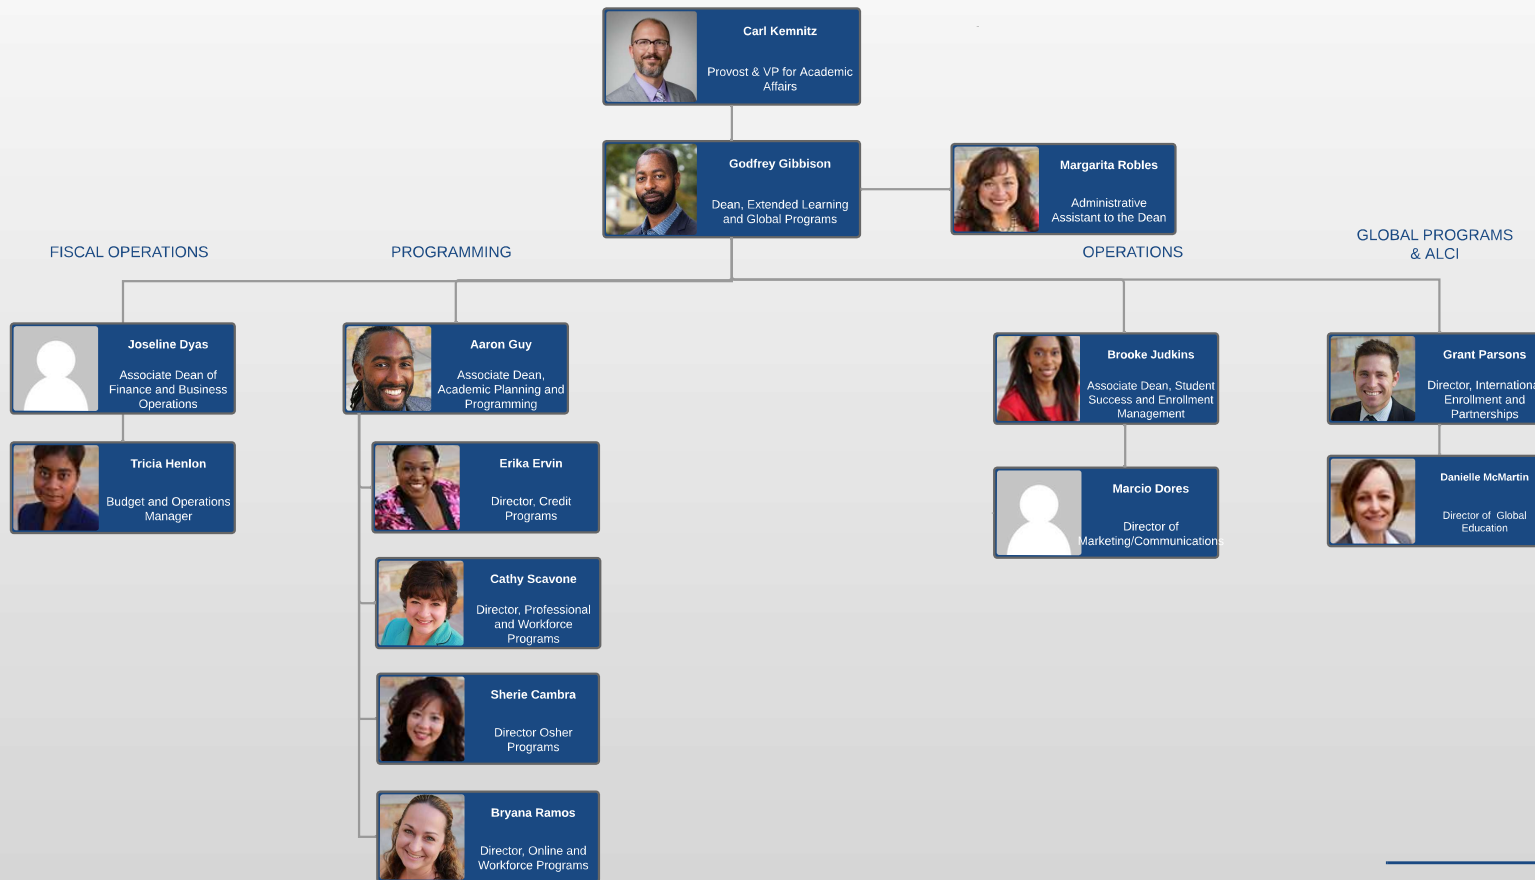 Carl Kemnitz
Provost & VP for Academic
Affairs
Godfrey Gibbison
Dean, Extended Learning
and Global Programs
Margarita Robles
Administrative
Assistant to the Dean
FISCAL OPERATIONS
PROGRAMMING
OPERATIONS
GLOBAL PROGRAMS
& ALCI
Joseline Dyas
Associate Dean of
Finance and Business
Operations
Aaron Guy
Associate Dean,
Academic Planning and
Programming
Brooke Judkins
Associate Dean, Student
Success and Enrollment
Management
Grant Parsons
Director, Internationa
Enrollment and
Partnerships
Tricia Henlon
Budget and Operations
Manager
Erika Ervin
Director, Credit
Programs
Marcio Dores
Director of
Marketing/Communications
Danielle McMartin
Director of Global
Education
Cathy Scavone
Director, Professional
and Workforce
Programs
Sherie Cambra
Director Osher
Programs
Bryana Ramos
Director, Online and
Workforce Programs